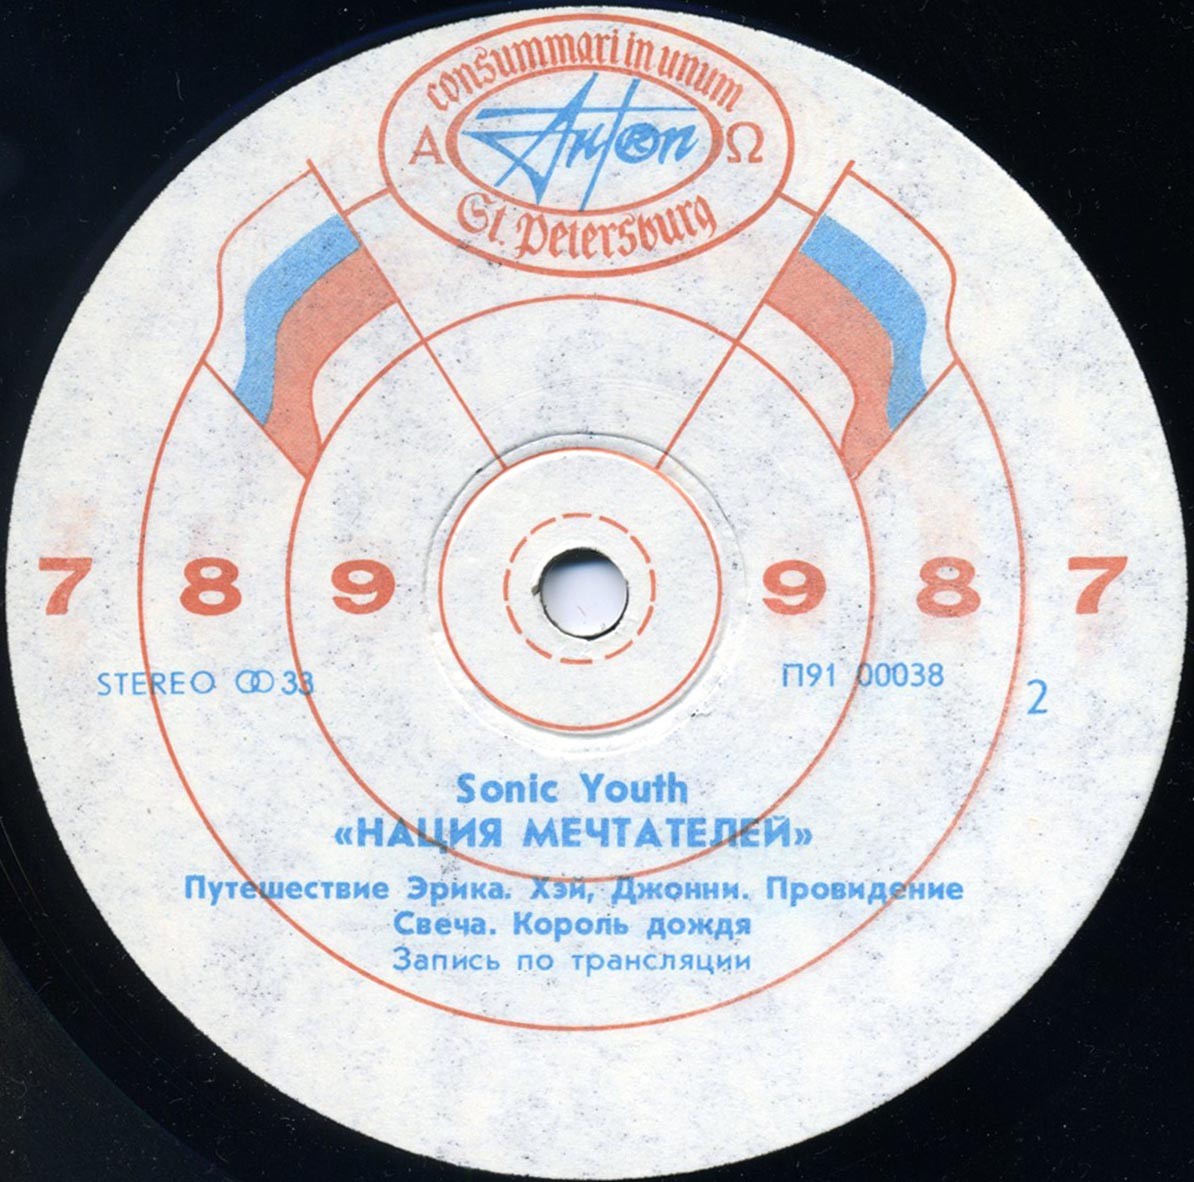 consummari in unum
Α Anton Ω
St. Petersburg
7 8 9 9 8 7
STEREO 33 П91 00038
2
Sonic Youth
«НАЦИЯ МЕЧТАТЕЛЕЙ»
Путешествие Эрика. Хэй, Джонни. Провидение
Свеча. Король дождя
Запись по трансляции